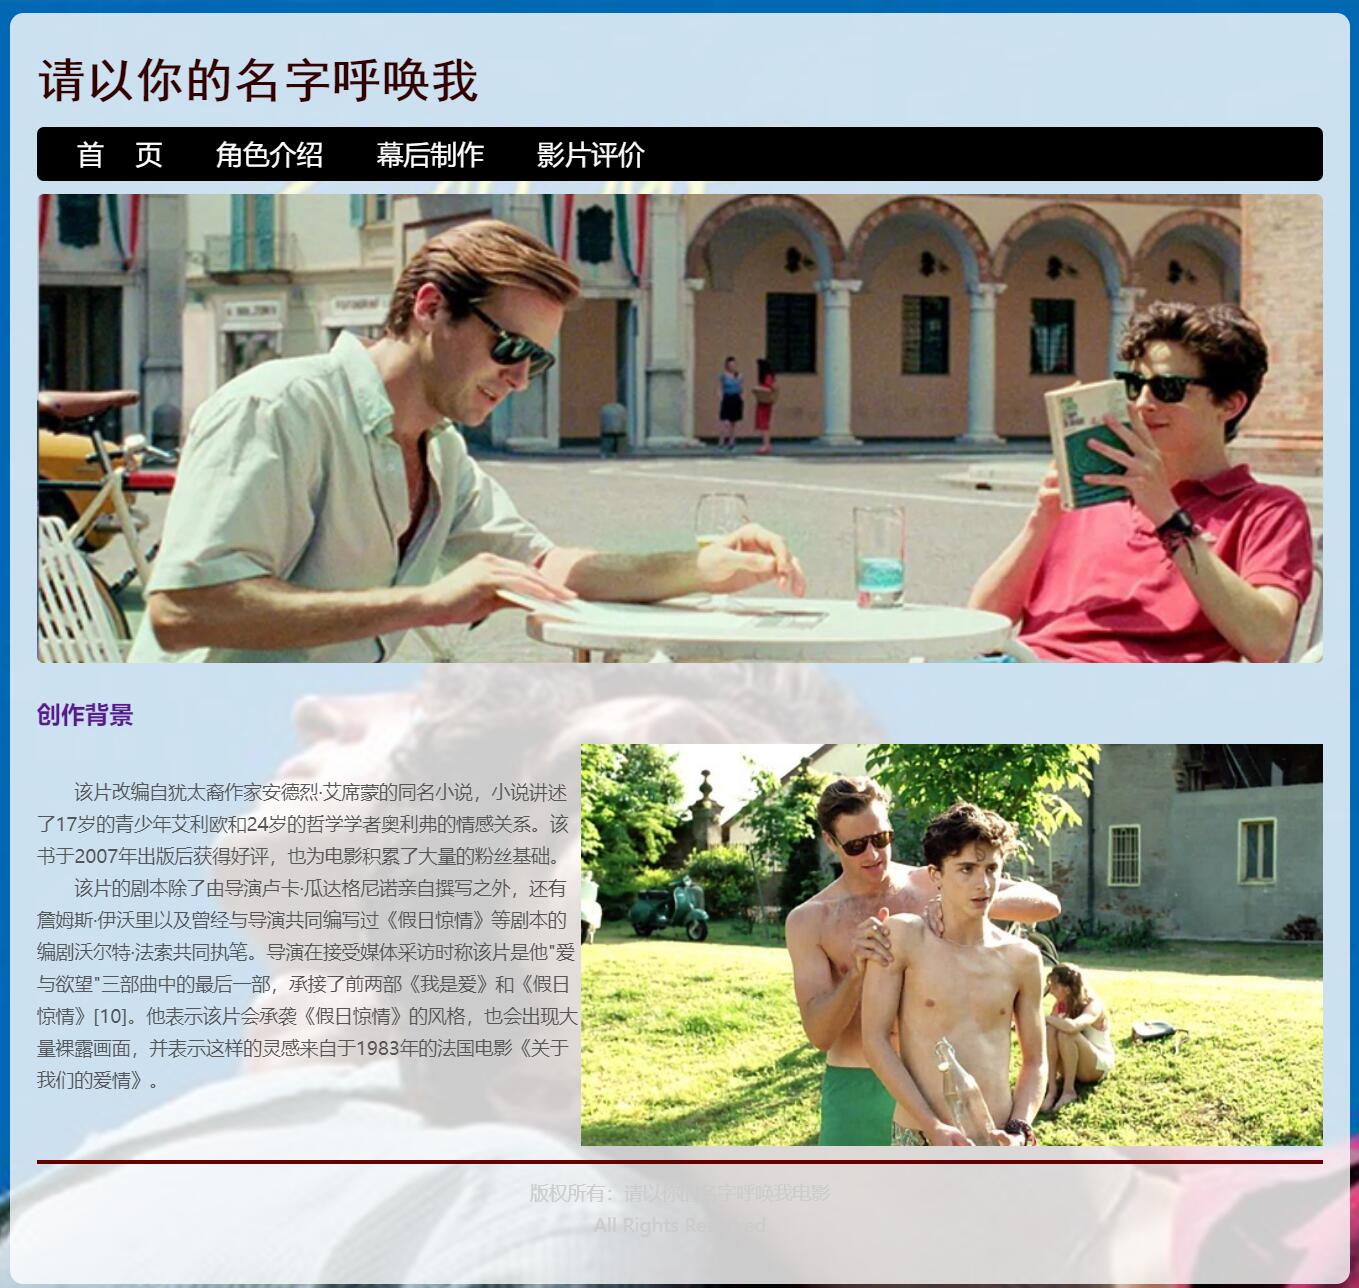 请以你的名字呼唤我
首 页 角色介绍 幕后制作 影片评价
创作背景
该片改编自犹太裔作家安德烈·艾席蒙的同名小说，小说讲述
了17岁的青少年艾利欧和24岁的哲学学者奥利弗的情感关系。该
书于2007年出版后获得好评，也为电影积累了大量的粉丝基础。
该片的剧本除了由导演卢卡·瓜达格尼诺亲自撰写之外，还有
詹姆斯·伊沃里以及曾经与导演共同编写过《假日惊情》等剧本的
编剧沃尔特·法索共同执笔。导演在接受媒体采访时称该片是他"爱
与欲望"三部曲中的最后一部，承接了前两部《我是爱》和《假日
惊情》[10]。他表示该片会承袭《假日惊情》的风格，也会出现大
量裸露画面，并表示这样的灵感来自于1983年的法国电影《关于
我们的爱情》。
版权所有：请以你的名字呼唤我电影
All Rights Reserved